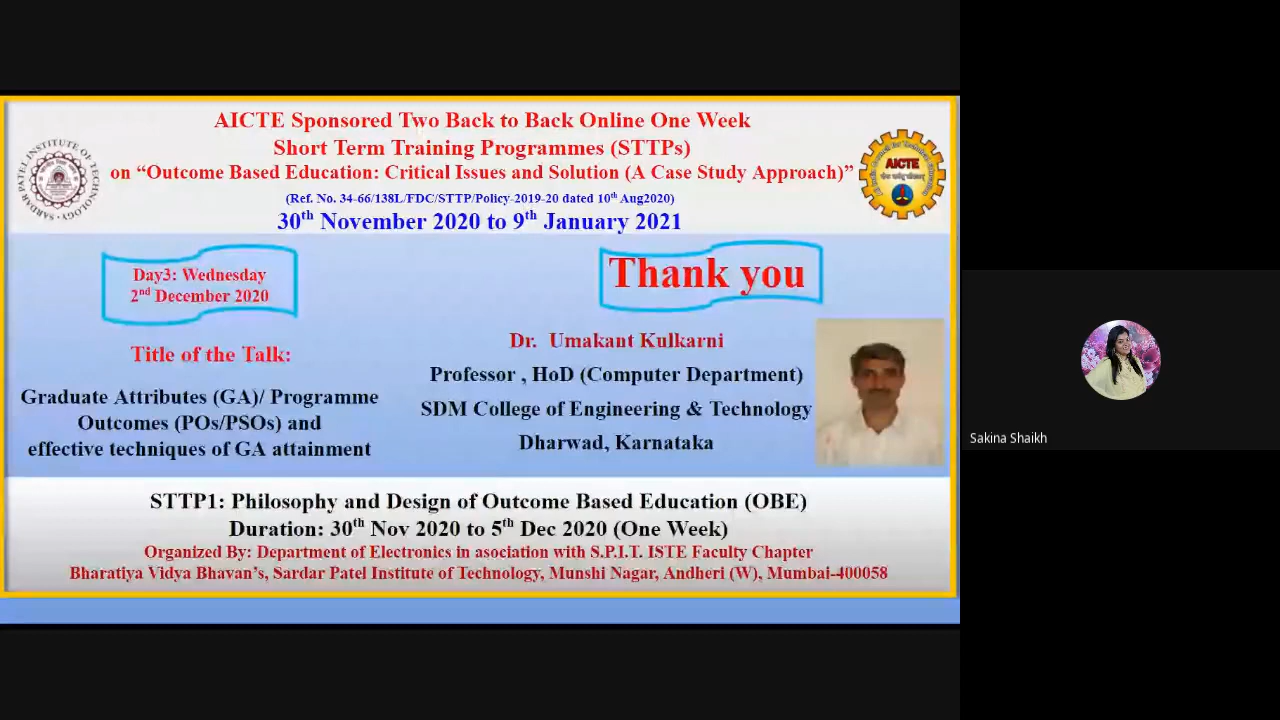 AICTE Sponsored Two Back to Back Online One Week
Short Term Training Programmes (STTPs)
on “Outcome Based Education: Critical Issues and Solution (A Case Study Approach)”
(Ref. No. 34-66/138L/FDC/STTP/Policy-2019-20 dated 10th Aug2020)
30th November 2020 to 9th January 2021
SARDAR PATEL INSTITUTE OF TECHNOLOGY
AICTE
Day3: Wednesday
2nd December 2020
Thank you
Title of the Talk:
Graduate Attributes (GA)/ Programme
Outcomes (POs/PSOs) and
effective techniques of GA attainment
Dr. Umakant Kulkarni
Professor , HoD (Computer Department)
SDM College of Engineering & Technology
Dharwad, Karnataka
STTP1: Philosophy and Design of Outcome Based Education (OBE)
Duration: 30th Nov 2020 to 5th Dec 2020 (One Week)
Organized By: Department of Electronics in asociation with S.P.I.T. ISTE Faculty Chapter
Bharatiya Vidya Bhavan’s, Sardar Patel Institute of Technology, Munshi Nagar, Andheri (W), Mumbai-400058
Sakina Shaikh